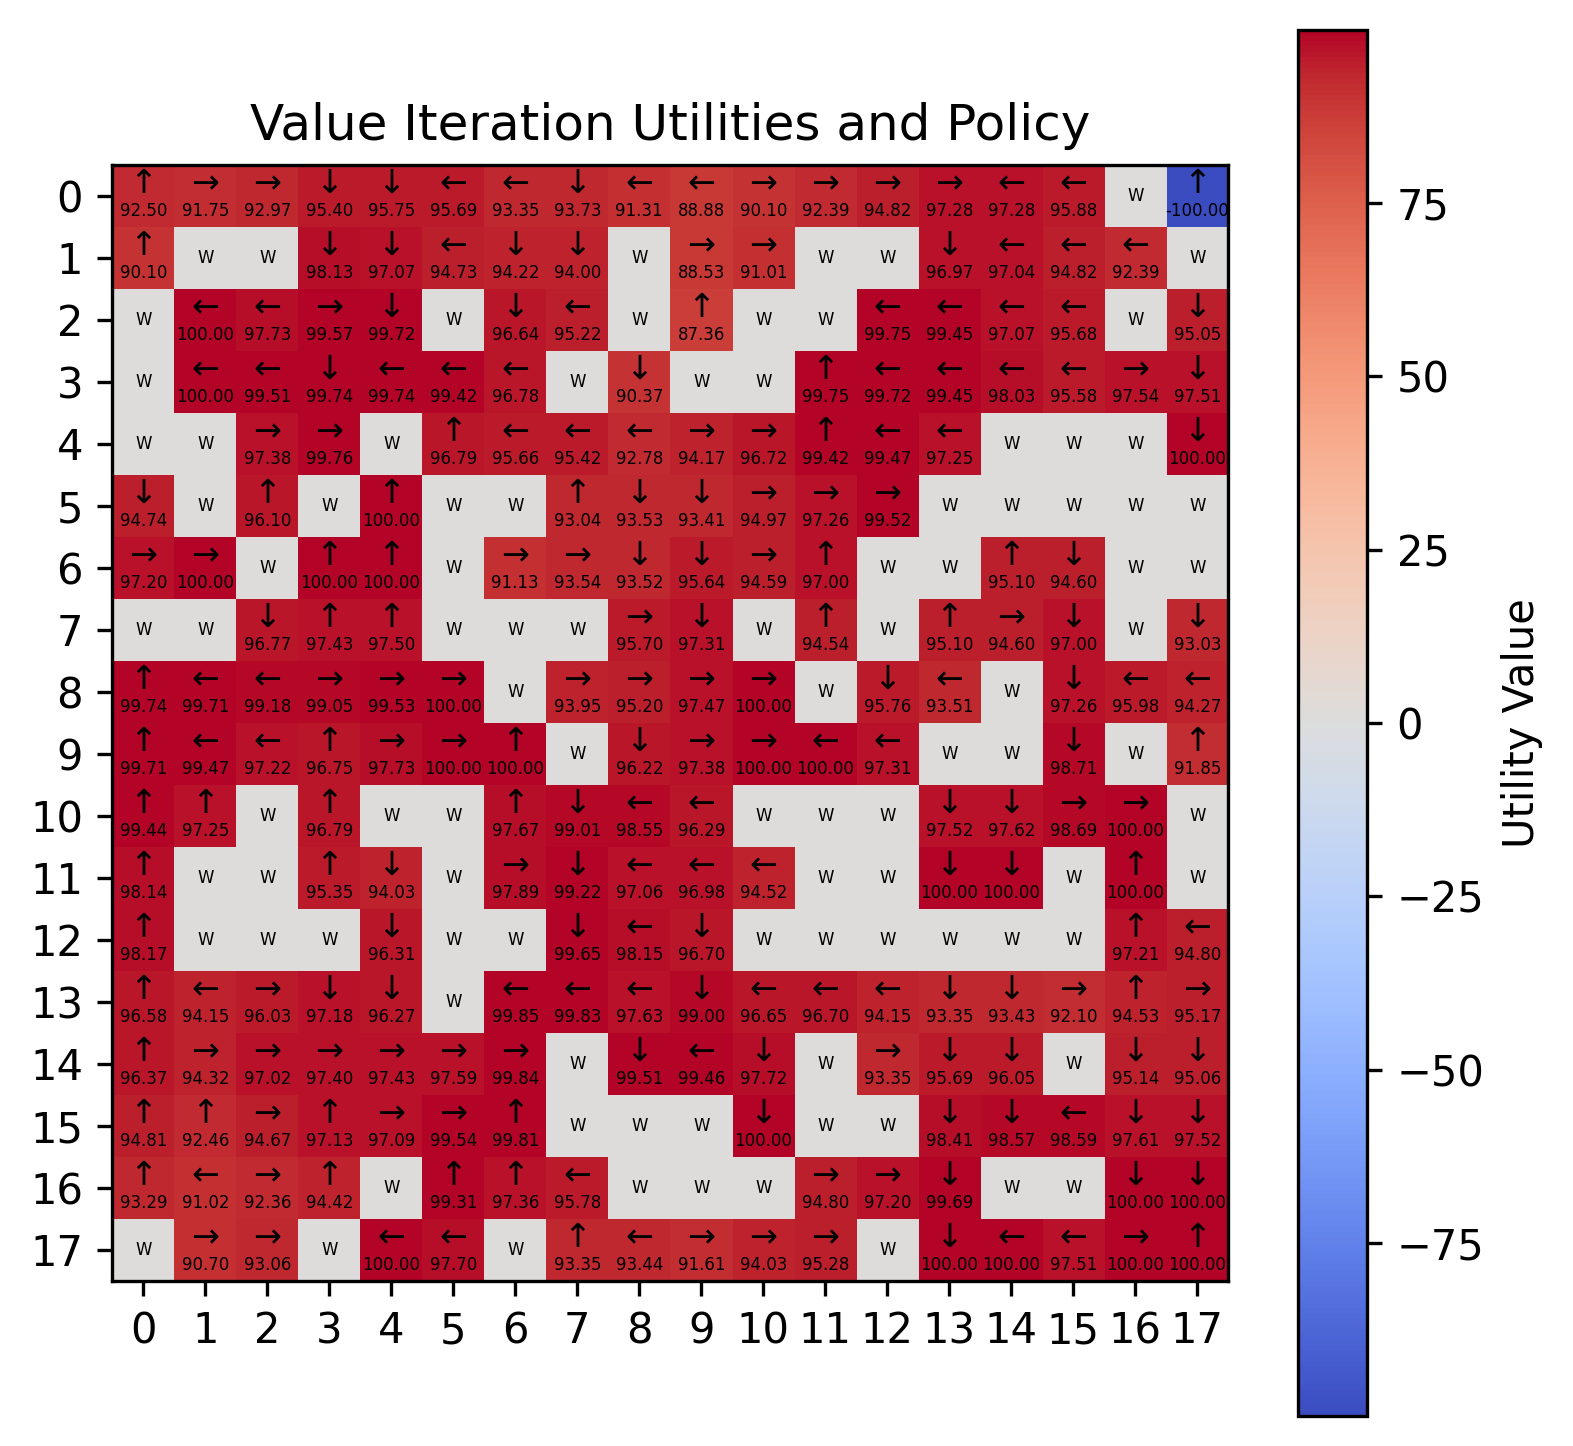 Value Iteration Utilities and Policy
0 ↑ → → ↓ ↓ ← ← ↓ ← ← → → → → ← ← W ↑
92.50 91.75 92.97 95.40 95.75 95.69 93.35 93.73 91.31 88.88 90.10 92.39 94.82 97.28 97.28 95.88 -100.00
1 ↑ W W ↓ ↓ ← ↓ ↓ W → → W W ↓ ← ← ← W
90.10 98.13 97.07 94.73 94.22 94.00 88.53 91.01 96.97 97.04 94.82 92.39
2 W ← ← → ↓ W ↓ ← W ↑ W W ← ← ← ← W ↓
100.00 97.73 99.57 99.72 96.64 95.22 87.36 99.75 99.45 97.07 95.68 95.05
3 W ← ← ↓ ← ← ← W ↓ W W ↑ ← ← ← ← → ↓
100.00 99.51 99.74 99.74 99.42 96.78 90.37 99.75 99.72 99.45 98.03 95.58 97.54 97.51
4 W W → → W ↑ ← ← ← → → ↑ ← ← W W W ↓
97.38 99.76 96.79 95.66 95.42 92.78 94.17 96.72 99.42 99.47 97.25 100.00
5 ↓ W ↑ W ↑ W W ↑ ↓ ↓ → → → W W W W W
94.74 96.10 100.00 93.04 93.53 93.41 94.97 97.26 99.52
6 → → W ↑ ↑ W → → ↓ ↓ → ↑ W W ↑ ↓ W W
97.20 100.00 100.00 100.00 91.13 93.54 93.52 95.64 94.59 97.00 95.10 94.60
7 W W ↓ ↑ ↑ W W W → ↓ W ↑ W ↑ → ↓ W ↓
96.77 97.43 97.50 95.70 97.31 94.54 95.10 94.60 97.00 93.03
8 ↑ ← ← → → → W → → → → W ↓ ← W ↓ ← ←
99.74 99.71 99.18 99.05 99.53 100.00 93.95 95.20 97.47 100.00 95.76 93.51 97.26 95.98 94.27
9 ↑ ← ← ↑ → → ↑ W ↓ → → ← ← W W ↓ W ↑
99.71 99.47 97.22 96.75 97.73 100.00 100.00 96.22 97.38 100.00 100.00 97.31 98.71 91.85
10 ↑ ↑ W ↑ W W ↑ ↓ ← ← W W W ↓ ↓ → → W
99.44 97.25 96.79 97.67 99.01 98.55 96.29 97.52 97.62 98.69 100.00
11 ↑ W W ↑ ↓ W → ↓ ← ← ← W W ↓ ↓ W ↑ W
98.14 95.35 94.03 97.89 99.22 97.06 96.98 94.52 100.00 100.00 100.00
12 ↑ W W W ↓ W W ↓ ← ↓ W W W W W W ↑ ←
98.17 96.31 99.65 98.15 96.70 97.21 94.80
13 ↑ ← → ↓ ↓ W ← ← ← ↓ ← ← ← ↓ ↓ → ↑ →
96.58 94.15 96.03 97.18 96.27 99.85 99.83 97.63 99.00 96.65 96.70 94.15 93.35 93.43 92.10 94.53 95.17
14 ↑ → → → → → → W ↓ ← ↓ W → ↓ ↓ W ↓ ↓
96.37 94.32 97.02 97.40 97.43 97.59 99.84 99.51 99.46 97.72 93.35 95.69 96.05 95.14 95.06
15 ↑ ↑ → ↑ → → ↑ W W W ↓ W W ↓ ↓ ← ↓ ↓
94.81 92.46 94.67 97.13 97.09 99.54 99.81 100.00 98.41 98.57 98.59 97.61 97.52
16 ↑ ← → ↑ W ↑ ↑ ← W W W → → ↓ W W ↓ ↓
93.29 91.02 92.36 94.42 99.31 97.36 95.78 94.80 97.20 99.69 100.00 100.00
17 W → → W ← ← W ↑ ← → → → W ↓ ← ← → ↑
90.70 93.06 100.00 97.70 93.35 93.44 91.61 94.03 95.28 100.00 100.00 97.51 100.00 100.00
0 1 2 3 4 5 6 7 8 9 10 11 12 13 14 15 16 17
75
50
25
0
−25
−50
−75
Utility Value